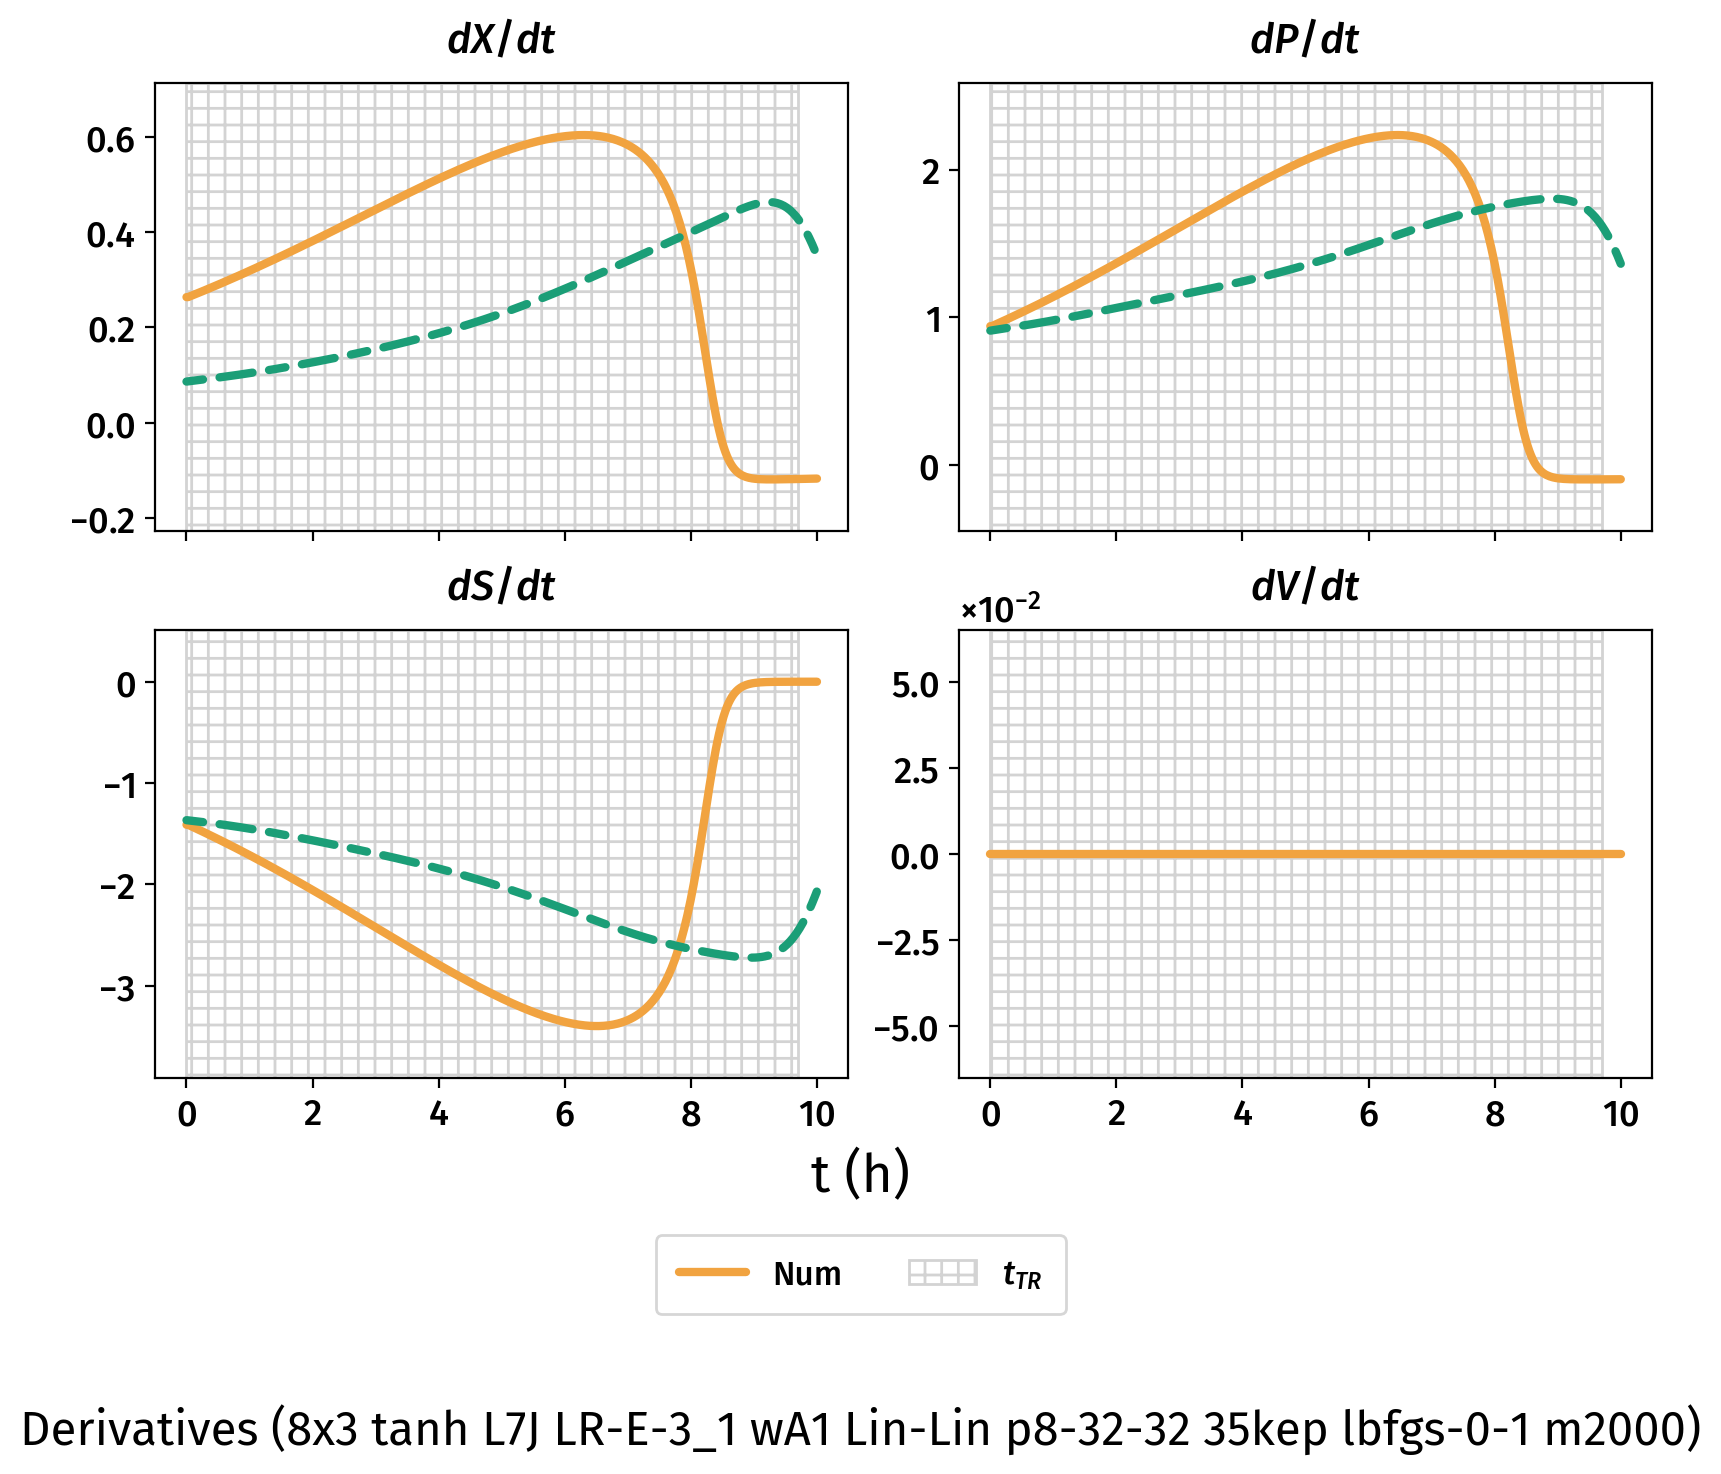 dX/dt
dP/dt
0.6
0.4
0.2
0.0
−0.2
2
1
0
dS/dt
dV/dt
×10⁻²
0
−1
−2
−3
5.0
2.5
0.0
−2.5
−5.0
0 2 4 6 8 10
0 2 4 6 8 10
t (h)
Num
t_TR
Derivatives (8x3 tanh L7J LR-E-3_1 wA1 Lin-Lin p8-32-32 35kep lbfgs-0-1 m2000)